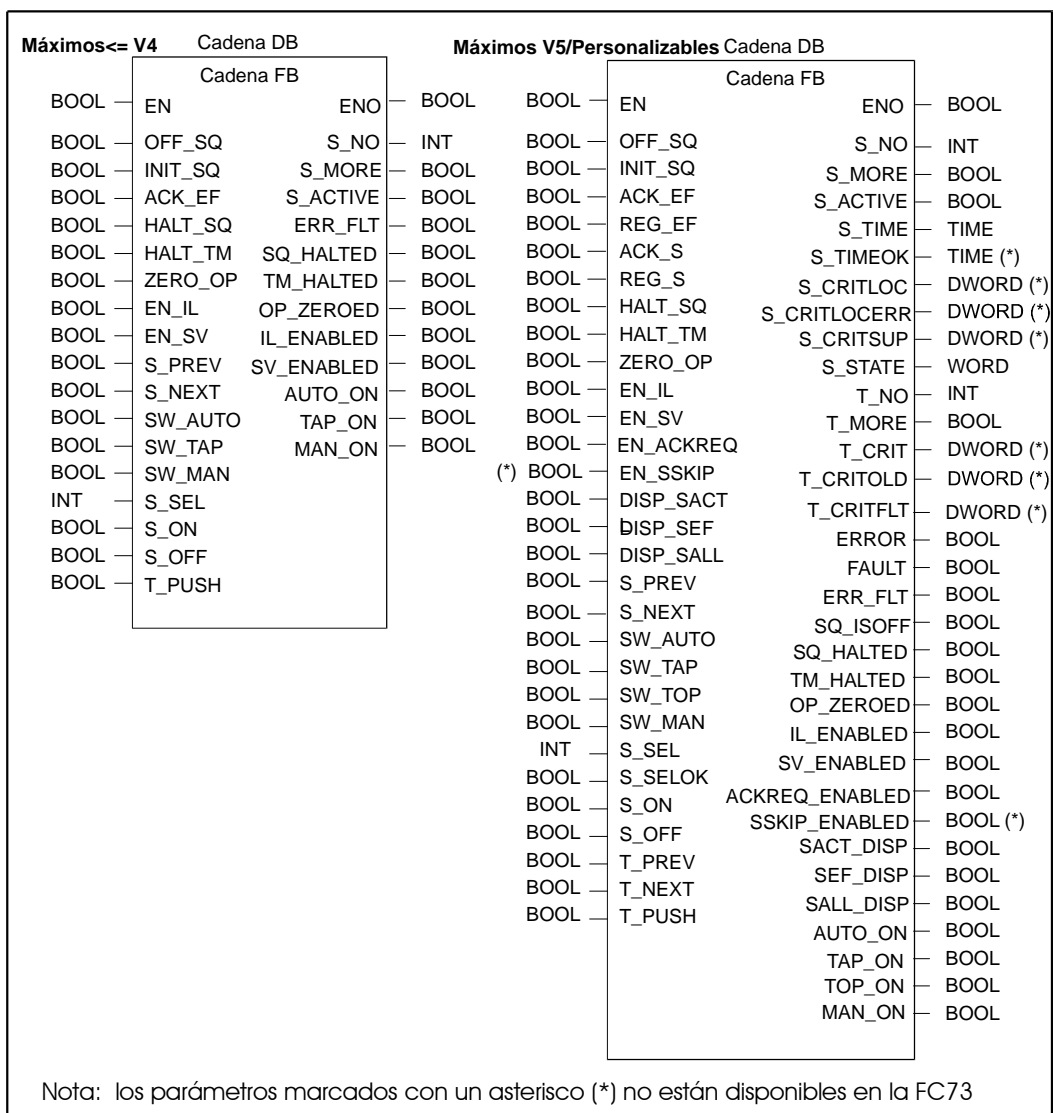 Máximos<= V4 Cadena DB
Cadena FB
BOOL EN ENO BOOL
BOOL OFF_SQ S_NO INT
BOOL INIT_SQ S_MORE BOOL
BOOL ACK_EF S_ACTIVE BOOL
BOOL HALT_SQ ERR_FLT BOOL
BOOL HALT_TM SQ_HALTED BOOL
BOOL ZERO_OP TM_HALTED BOOL
BOOL EN_IL OP_ZEROED BOOL
BOOL EN_SV IL_ENABLED BOOL
BOOL S_PREV SV_ENABLED BOOL
BOOL S_NEXT AUTO_ON BOOL
BOOL SW_AUTO TAP_ON BOOL
BOOL SW_TAP MAN_ON BOOL
BOOL SW_MAN
INT S_SEL
BOOL S_ON
BOOL S_OFF
BOOL T_PUSH
Máximos V5/Personalizables Cadena DB
Cadena FB
BOOL EN ENO BOOL
BOOL OFF_SQ S_NO INT
BOOL INIT_SQ S_MORE BOOL
BOOL ACK_EF S_ACTIVE BOOL
BOOL REG_EF S_TIME TIME
BOOL ACK_S S_TIMEOK TIME (*)
BOOL REG_S S_CRITLOC DWORD (*)
BOOL HALT_SQ S_CRITLOCERR DWORD (*)
BOOL HALT_TM S_CRITSUP DWORD (*)
BOOL ZERO_OP S_STATE WORD
BOOL EN_IL T_NO INT
BOOL EN_SV T_MORE BOOL
BOOL EN_ACKREQ T_CRIT DWORD (*)
(*) BOOL EN_SSKIP T_CRITOLD DWORD (*)
BOOL DISP_SACT T_CRITFLT DWORD (*)
BOOL DISP_SEF ERROR BOOL
BOOL DISP_SALL FAULT BOOL
BOOL S_PREV ERR_FLT BOOL
BOOL S_NEXT SQ_ISOFF BOOL
BOOL SW_AUTO SQ_HALTED BOOL
BOOL SW_TAP TM_HALTED BOOL
BOOL SW_TOP OP_ZEROED BOOL
BOOL SW_MAN IL_ENABLED BOOL
INT S_SEL SV_ENABLED BOOL
BOOL S_SELOK ACKREQ_ENABLED BOOL
BOOL S_ON SSKIP_ENABLED BOOL (*)
BOOL S_OFF SACT_DISP BOOL
BOOL T_PREV SEF_DISP BOOL
BOOL T_NEXT SALL_DISP BOOL
BOOL T_PUSH AUTO_ON BOOL
TAP_ON BOOL
TOP_ON BOOL
MAN_ON BOOL
Nota: los parámetros marcados con un asterisco (*) no están disponibles en la FC73